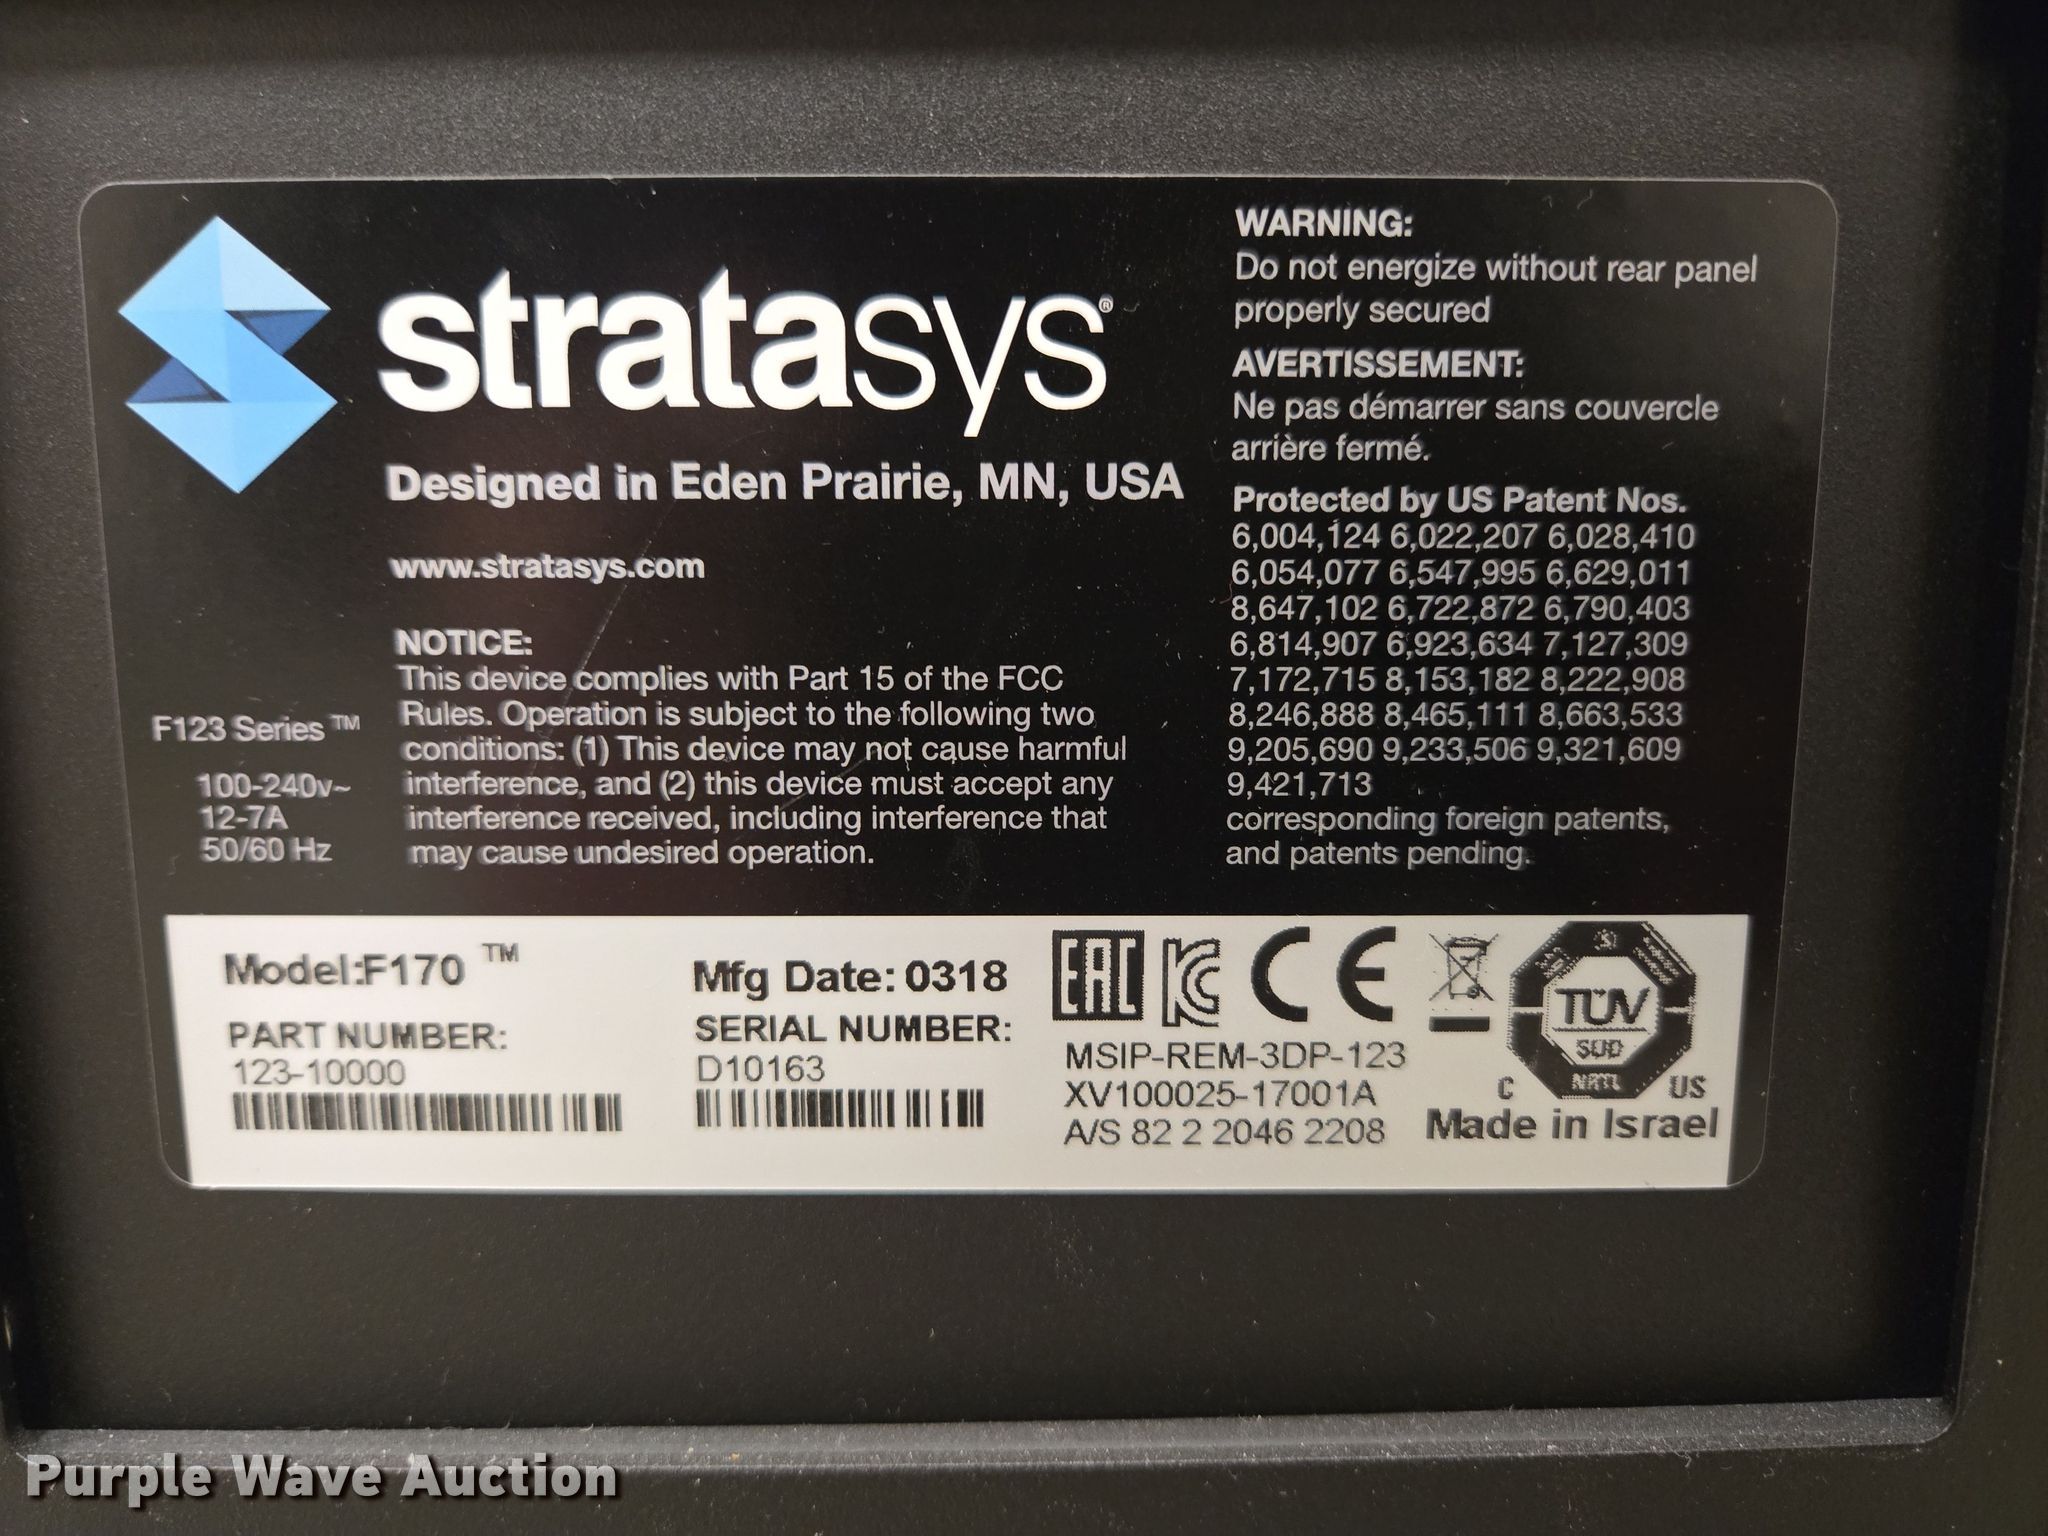 stratasys®
Designed in Eden Prairie, MN, USA
www.stratasys.com
NOTICE:
This device complies with Part 15 of the FCC
Rules. Operation is subject to the following two
conditions: (1) This device may not cause harmful
interference, and (2) this device must accept any
interference received, including interference that
may cause undesired operation.
F123 Series™
100-240v~
12-7A
50/60 Hz
WARNING:
Do not energize without rear panel
properly secured
AVERTISSEMENT:
Ne pas démarrer sans couvercle
arrière fermé.
Protected by US Patent Nos.
6,004,124 6,022,207 6,028,410
6,054,077 6,547,995 6,629,011
8,647,102 6,722,872 6,790,403
6,814,907 6,923,634 7,127,309
7,172,715 8,153,182 8,222,908
8,246,888 8,465,111 8,663,533
9,205,690 9,233,506 9,321,609
9,421,713
corresponding foreign patents,
and patents pending.
Model:F170 ™
PART NUMBER:
123-10000
Mfg Date: 0318
SERIAL NUMBER:
D10163
EAC KC CE
MSIP-REM-3DP-123
XV100025-17001A
A/S 82 2 2046 2208
TÜV
SÜD
NRTL
C US
Made in Israel
Purple Wave Auction